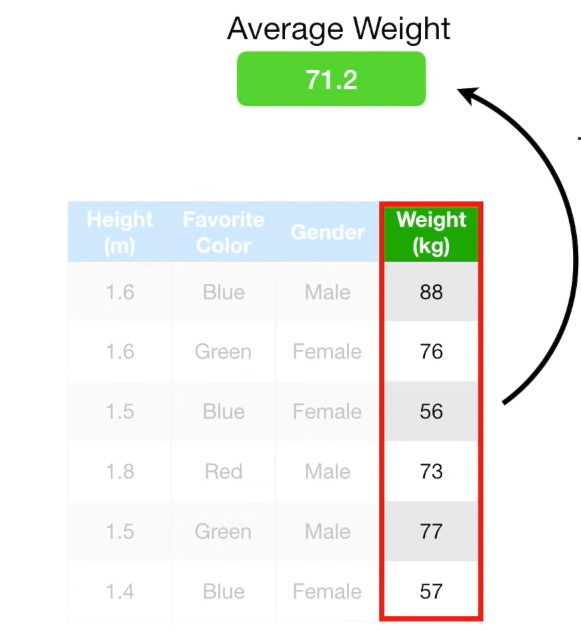 Average Weight
71.2
Height (m) Favorite Color Gender Weight (kg)
1.6 Blue Male 88
1.6 Green Female 76
1.5 Blue Female 56
1.8 Red Male 73
1.5 Green Male 77
1.4 Blue Female 57